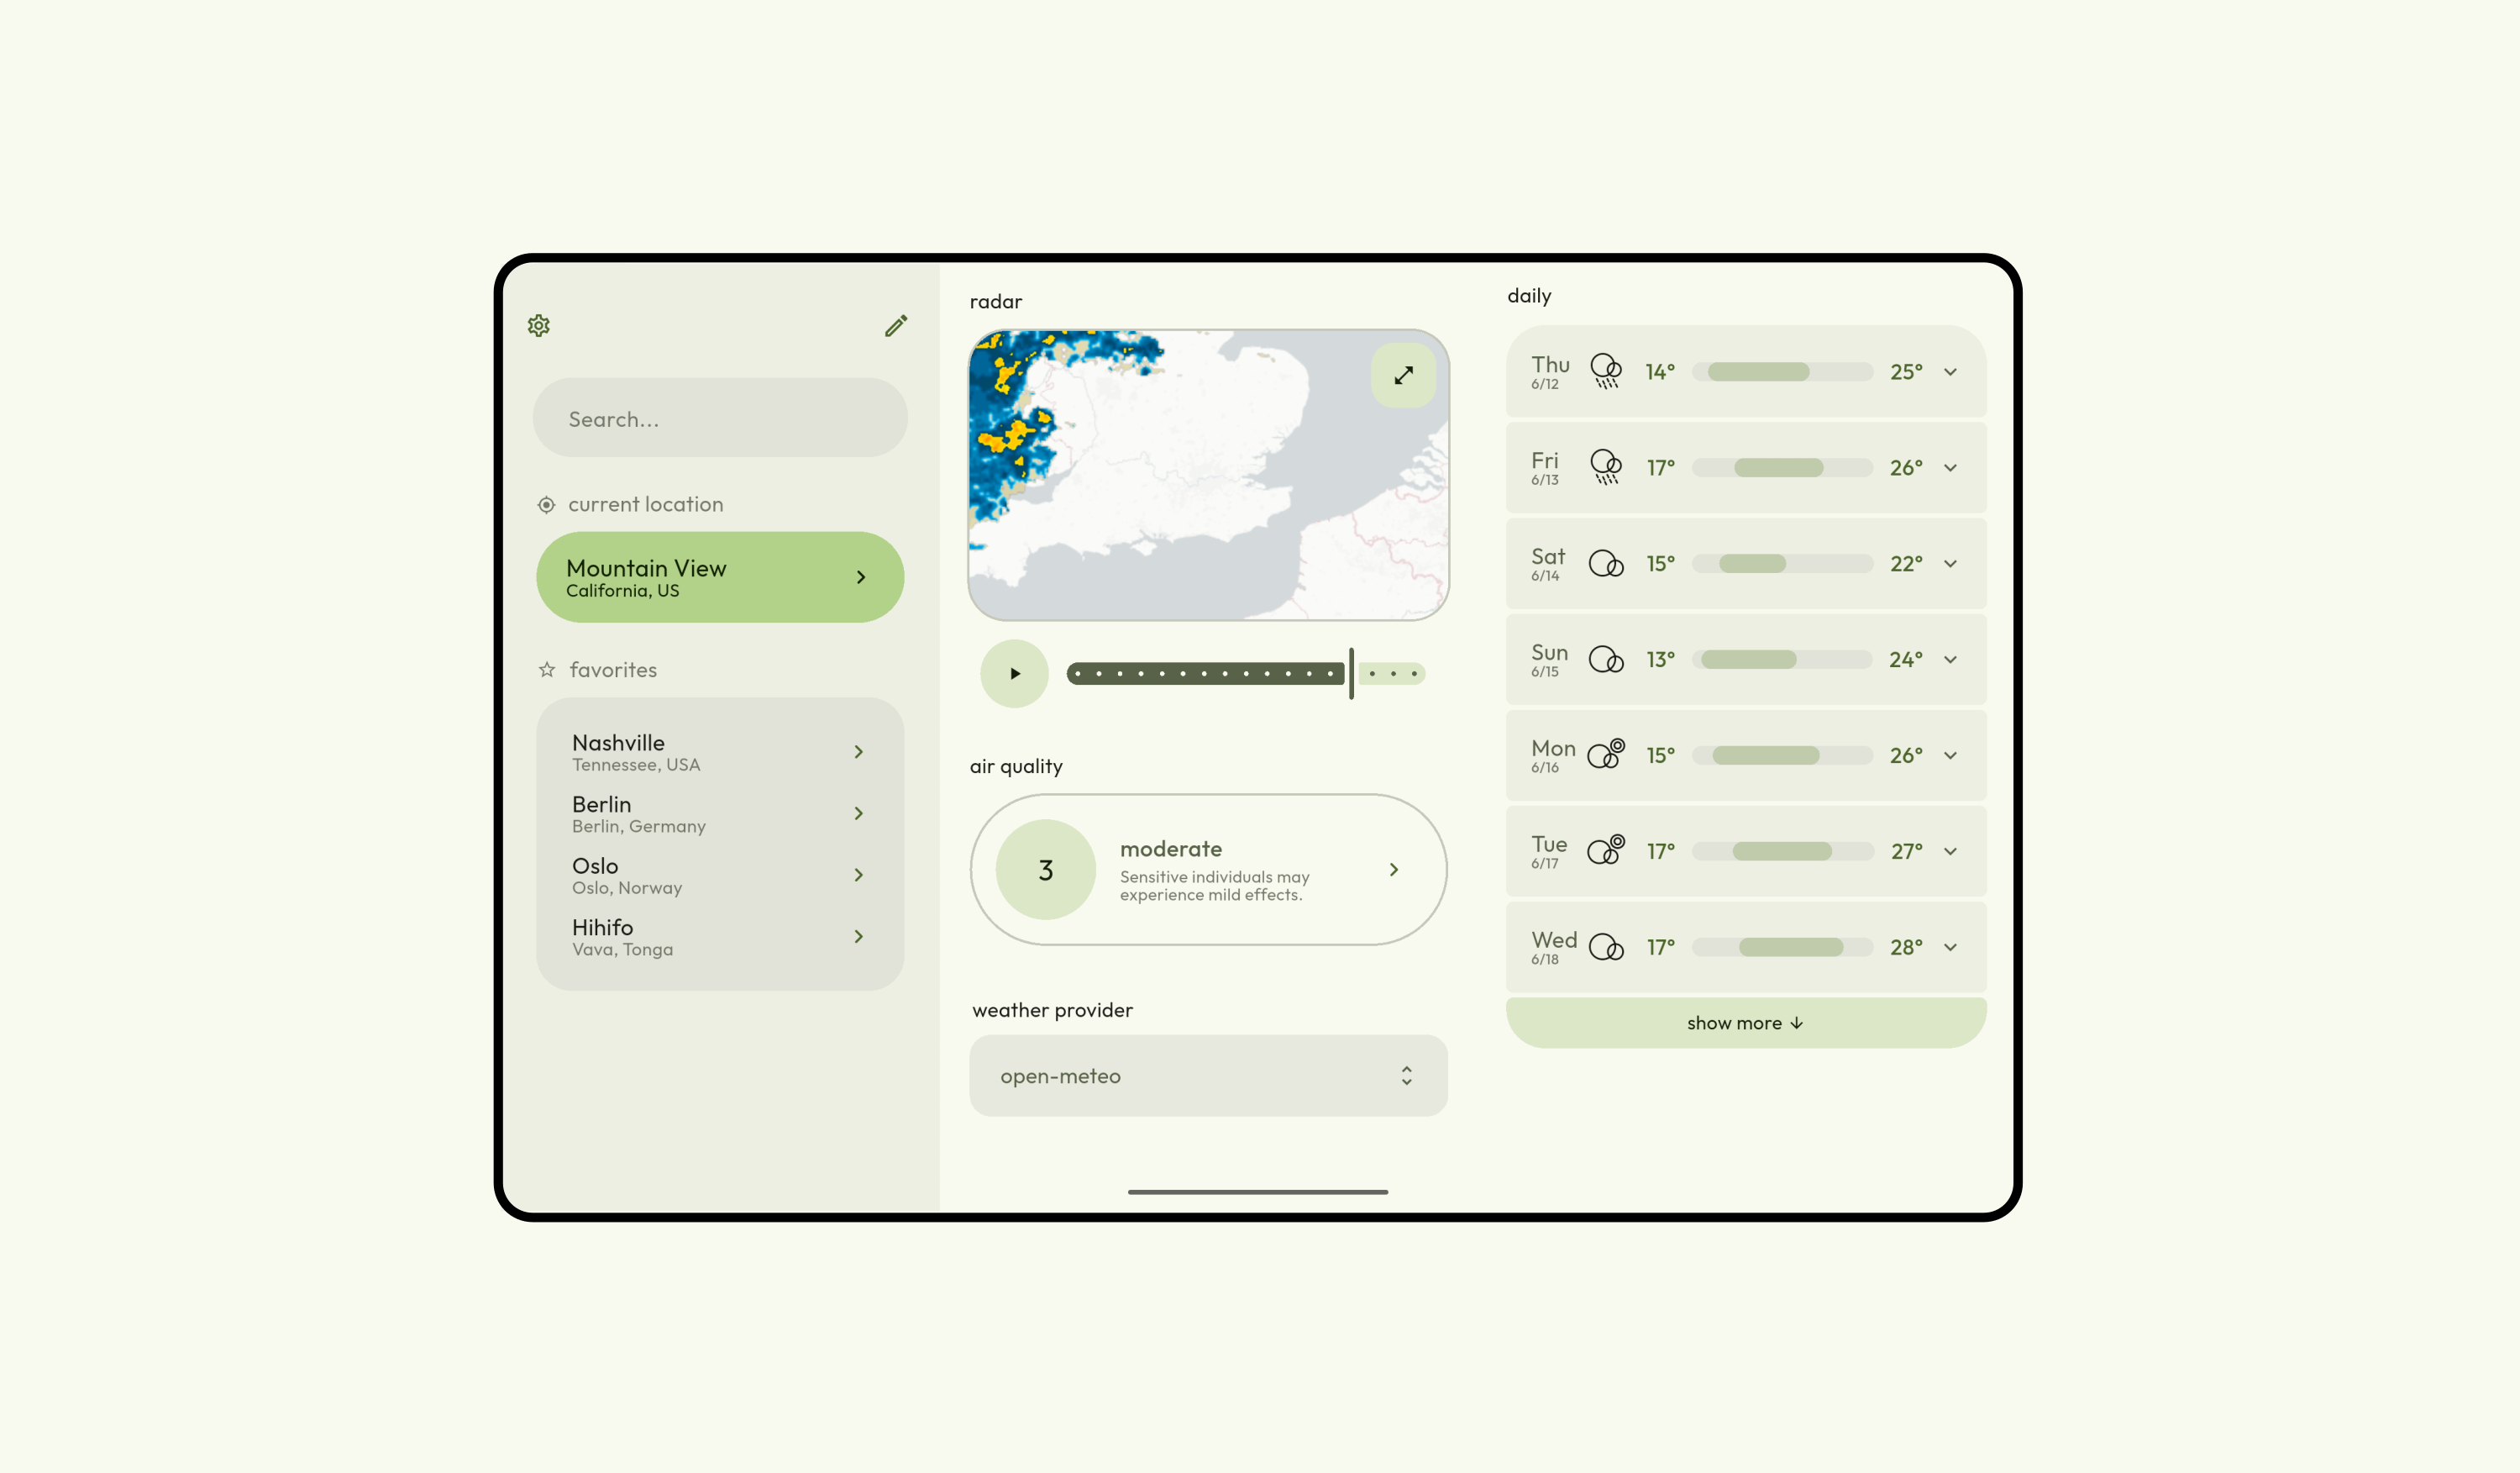 Search...
current location
Mountain View
California, US
favorites
Nashville
Tennessee, USA
Berlin
Berlin, Germany
Oslo
Oslo, Norway
Hihifo
Vava, Tonga
radar
air quality
3
moderate
Sensitive individuals may
experience mild effects.
weather provider
open-meteo
daily
Thu
6/12
14° 25°
Fri
6/13
17° 26°
Sat
6/14
15° 22°
Sun
6/15
13° 24°
Mon
6/16
15° 26°
Tue
6/17
17° 27°
Wed
6/18
17° 28°
show more ↓